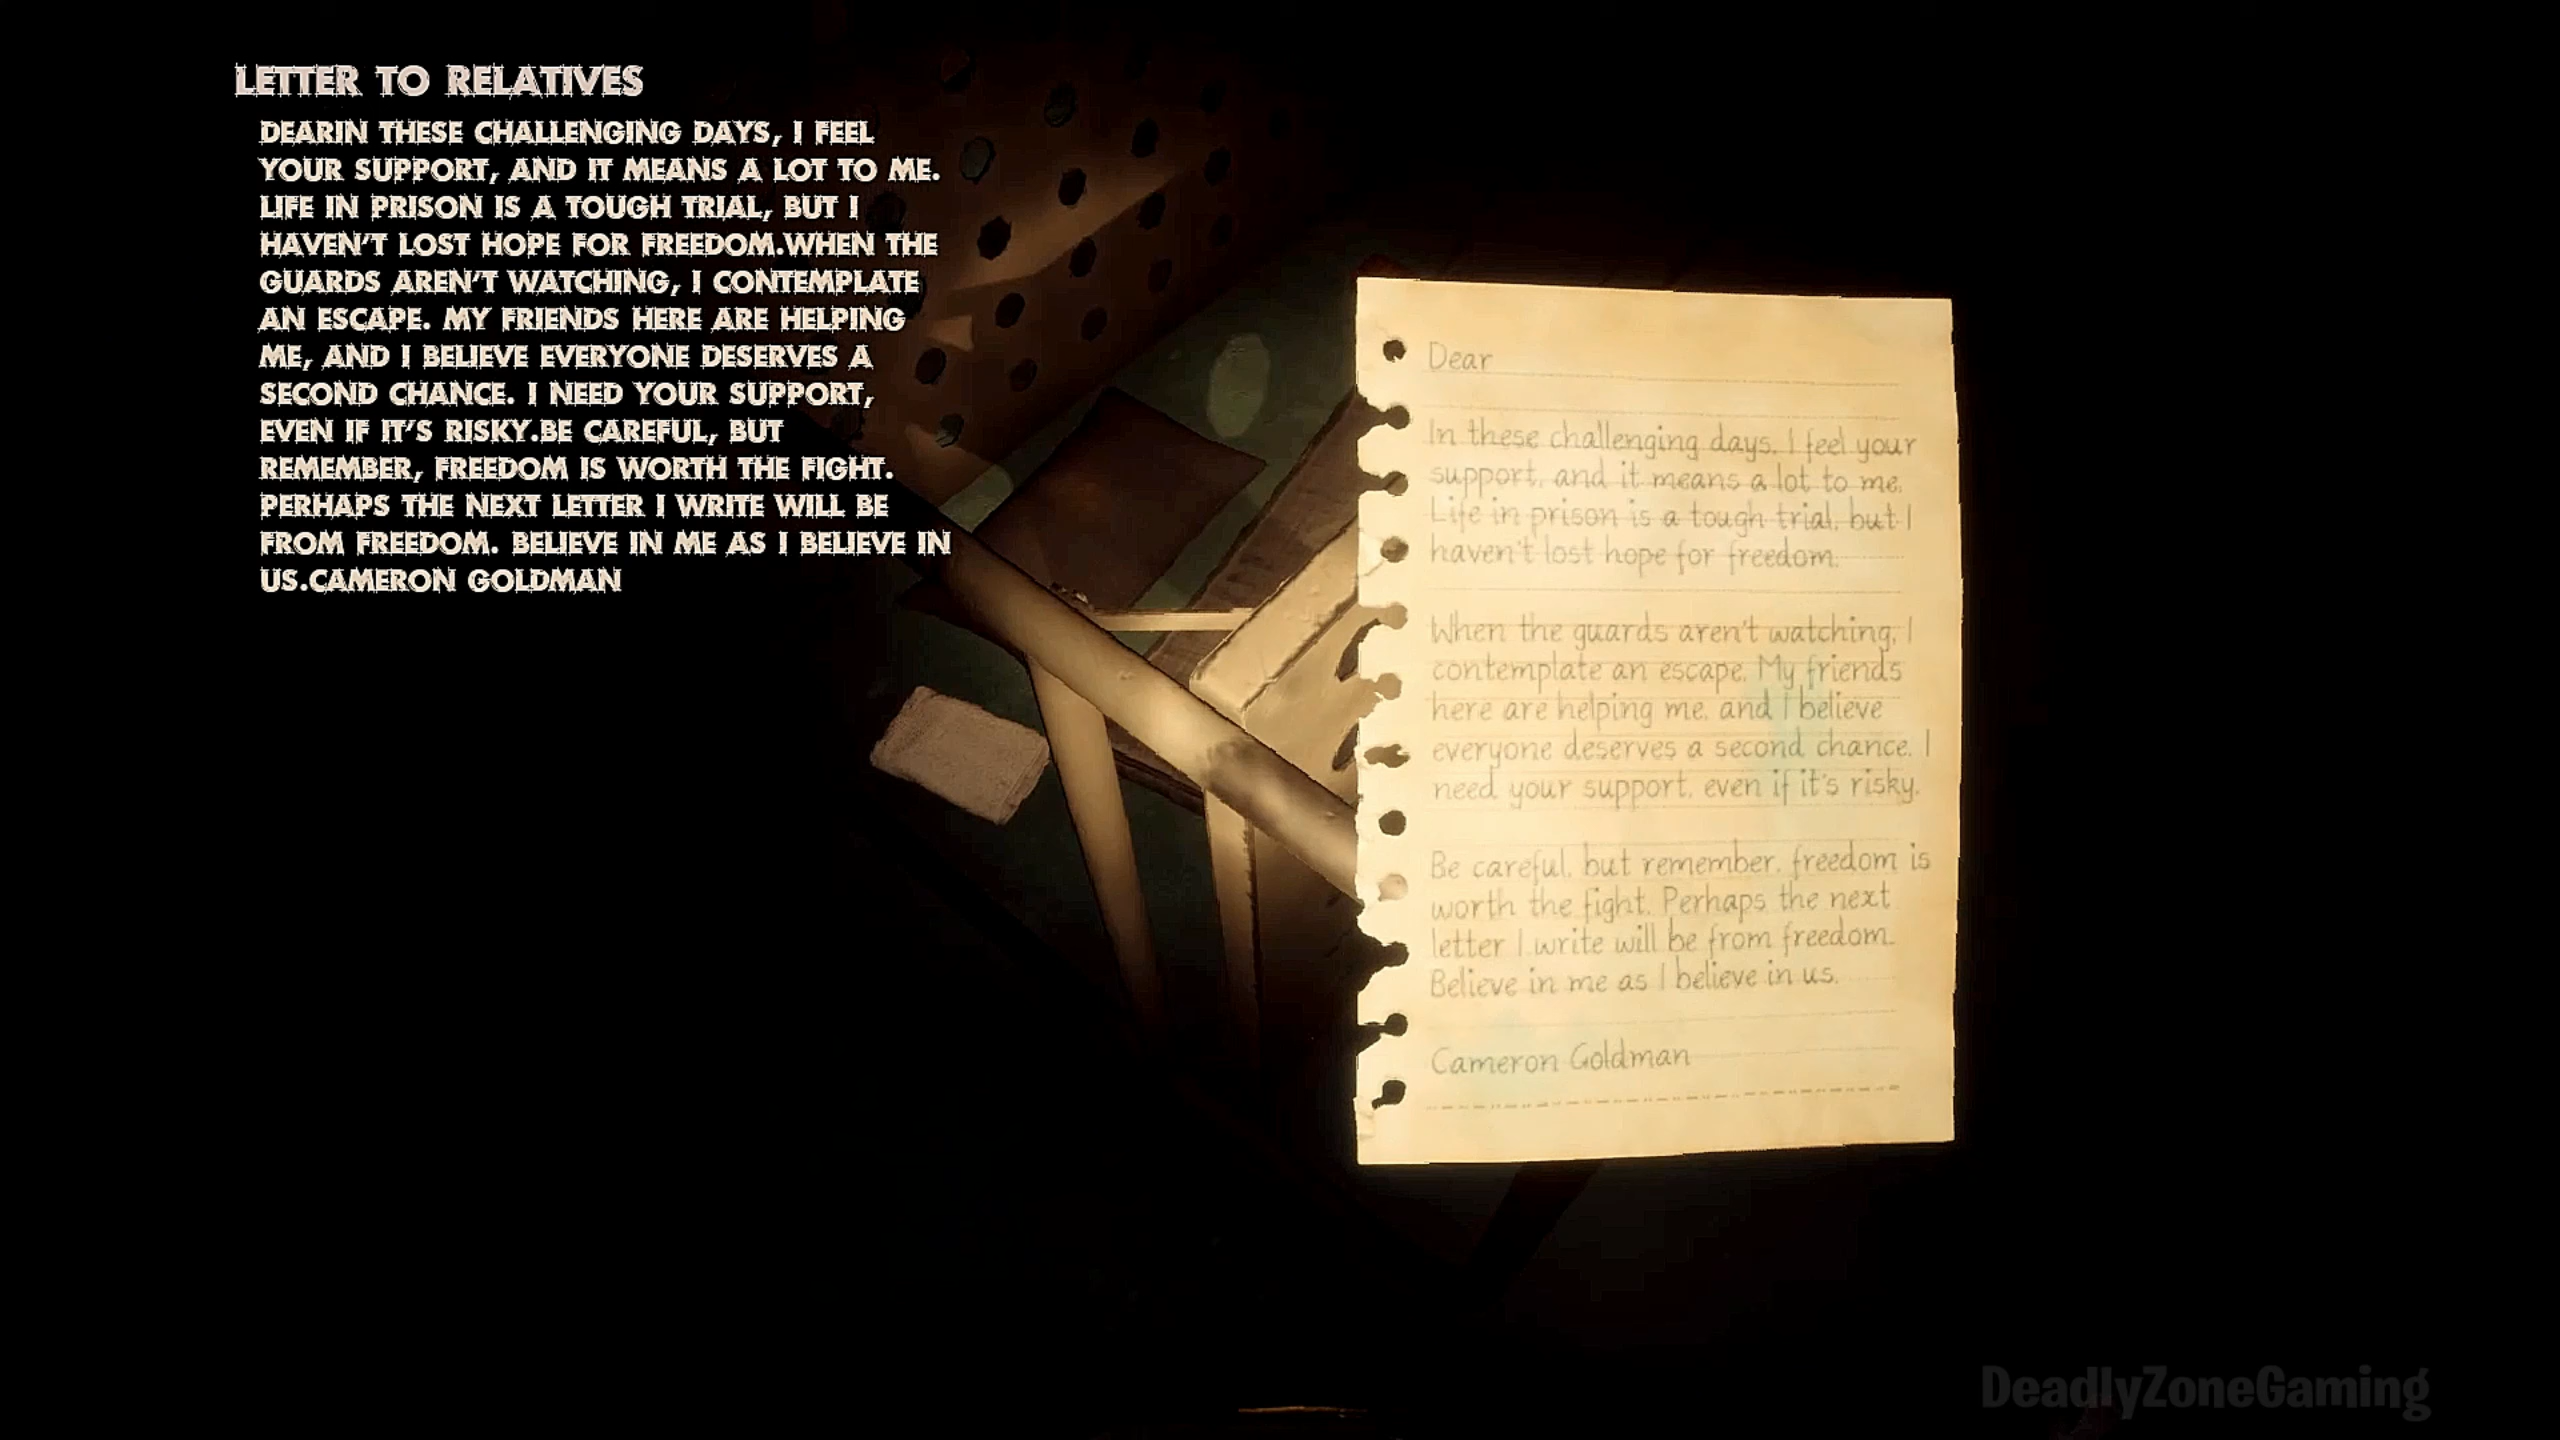 LETTER TO RELATIVES
DEARIN THESE CHALLENGING DAYS, I FEEL
YOUR SUPPORT, AND IT MEANS A LOT TO ME.
LIFE IN PRISON IS A TOUGH TRIAL, BUT I
HAVEN'T LOST HOPE FOR FREEDOM.WHEN THE
GUARDS AREN'T WATCHING, I CONTEMPLATE
AN ESCAPE. MY FRIENDS HERE ARE HELPING
ME, AND I BELIEVE EVERYONE DESERVES A
SECOND CHANCE. I NEED YOUR SUPPORT,
EVEN IF IT'S RISKY.BE CAREFUL, BUT
REMEMBER, FREEDOM IS WORTH THE FIGHT.
PERHAPS THE NEXT LETTER I WRITE WILL BE
FROM FREEDOM. BELIEVE IN ME AS I BELIEVE IN
US.CAMERON GOLDMAN
Dear
In these challenging days, I feel your
support, and it means a lot to me.
Life in prison is a tough trial, but I
haven't lost hope for freedom.
When the guards aren't watching, I
contemplate an escape. My friends
here are helping me, and I believe
everyone deserves a second chance. I
need your support, even if it's risky.
Be careful, but remember, freedom is
worth the fight. Perhaps the next
letter I write will be from freedom.
Believe in me as I believe in us.
Cameron Goldman
DeadlyZoneGaming